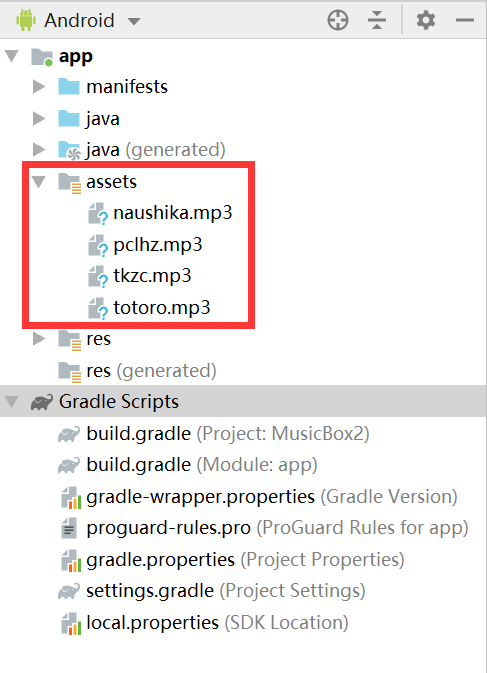 Android
app
manifests
java
java (generated)
assets
naushika.mp3
pclhz.mp3
tkzc.mp3
totoro.mp3
res
res (generated)
Gradle Scripts
build.gradle (Project: MusicBox2)
build.gradle (Module: app)
gradle-wrapper.properties (Gradle Version)
proguard-rules.pro (ProGuard Rules for app)
gradle.properties (Project Properties)
settings.gradle (Project Settings)
local.properties (SDK Location)